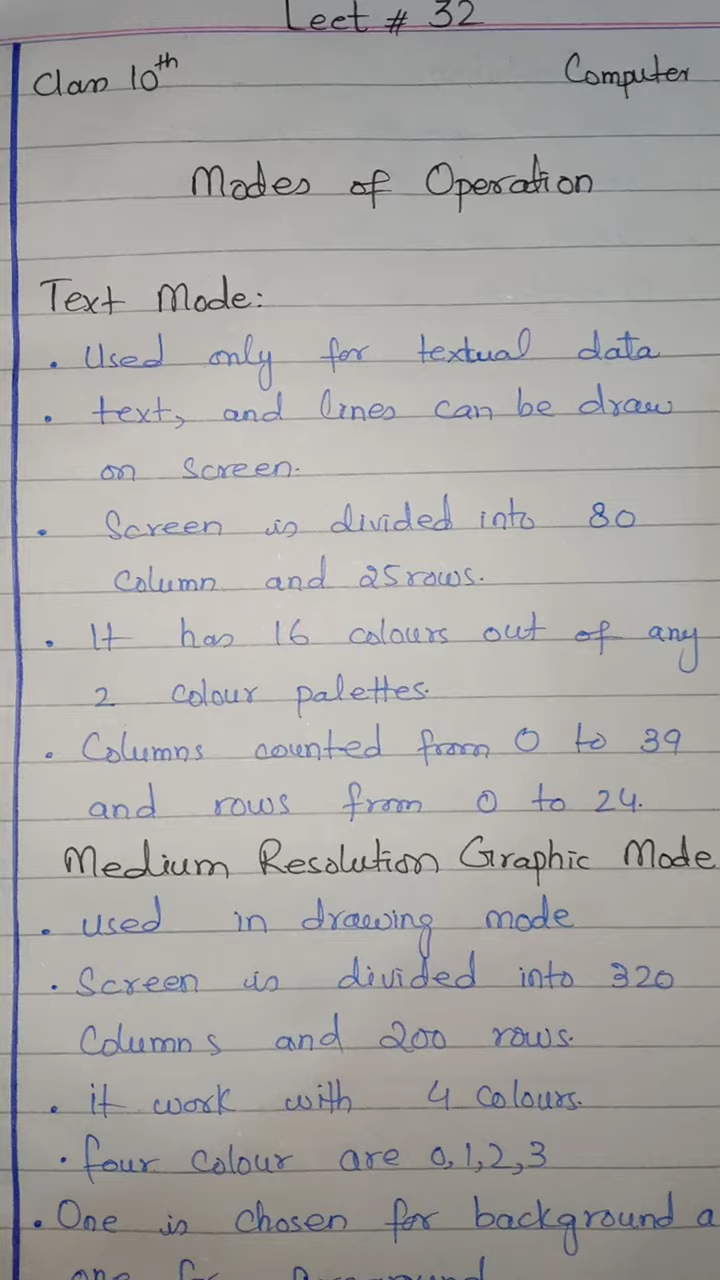 Lect # 32
Class 10th Computer
Modes of Operation
Text Mode:
. Used only for textual data
. text, and lines can be draw
on Screen.
. Screen is divided into 80
Column and 25 rows.
. It has 16 colours out of any
2 colour palettes.
. Columns counted from 0 to 39
and rows from 0 to 24.
Medium Resolution Graphic Mode
. used in drawing mode
. Screen is divided into 320
Columns and 200 rows.
. it work with 4 colours.
. four colour are 0,1,2,3
. One is chosen for background a
one for